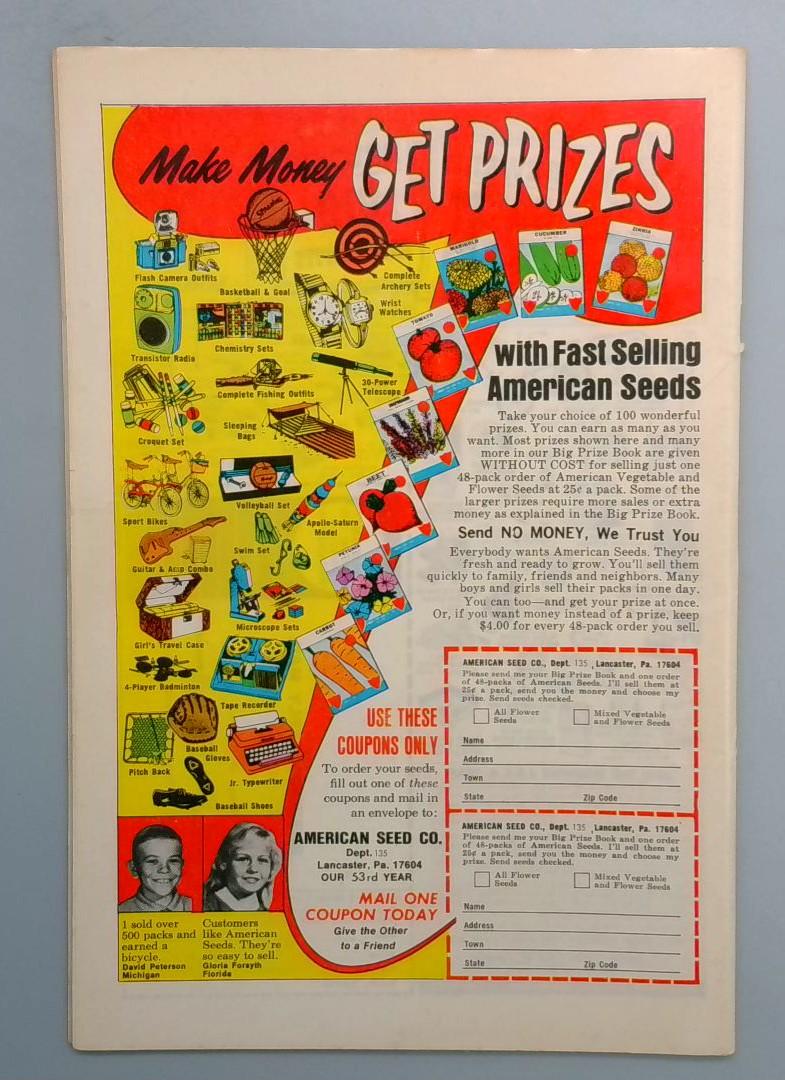 Make Money GET PRIZES
Spalding
Flash Camera Outfits
Basketball & Goal
Complete
Archery Sets
MARIGOLD
CUCUMBER
ZINNIA
Transistor Radio
Chemistry Sets
Wrist
Watches
TOMATO
Croquet Set
Complete Fishing Outfits
30-Power
Telescope
Sleeping
Bags
Sport Bikes
Volleyball Set
BEET
Apollo-Saturn
Model
Swim Set
Guitar & Amp Combo
PETUNIA
Girl's Travel Case
Microscope Sets
CARROT
4-Player Badminton
Tape Recorder
Pitch Back
Baseball
Gloves
Jr. Typewriter
Baseball Shoes
with Fast Selling
American Seeds
Take your choice of 100 wonderful
prizes. You can earn as many as you
want. Most prizes shown here and many
more in our Big Prize Book are given
WITHOUT COST for selling just one
48-pack order of American Vegetable and
Flower Seeds at 25¢ a pack. Some of the
larger prizes require more sales or extra
money as explained in the Big Prize Book.
Send NO MONEY, We Trust You
Everybody wants American Seeds. They're
fresh and ready to grow. You'll sell them
quickly to family, friends and neighbors. Many
boys and girls sell their packs in one day.
You can too—and get your prize at once.
Or, if you want money instead of a prize, keep
$4.00 for every 48-pack order you sell.
USE THESE
COUPONS ONLY
To order your seeds,
fill out one of these
coupons and mail in
an envelope to:
AMERICAN SEED CO.
Dept. 135
Lancaster, Pa. 17604
OUR 53rd YEAR
MAIL ONE
COUPON TODAY
Give the Other
to a Friend
1 sold over
500 packs and
earned a
bicycle.
David Peterson
Michigan
Customers
like American
Seeds. They're
so easy to sell.
Gloria Forsyth
Florida
AMERICAN SEED CO., Dept. 135, Lancaster, Pa. 17604
Please send me your Big Prize Book and one order
of 48-packs of American Seeds. I'll sell them at
25¢ a pack, send you the money and choose my
prize. Send seeds checked.
All Flower
Seeds
Mixed Vegetable
and Flower Seeds
Name
Address
Town
State Zip Code
AMERICAN SEED CO., Dept. 135, Lancaster, Pa. 17604
Please send me your Big Prize Book and one order
of 48-packs of American Seeds. I'll sell them at
25¢ a pack, send you the money and choose my
prize. Send seeds checked.
All Flower
Seeds
Mixed Vegetable
and Flower Seeds
Name
Address
Town
State Zip Code